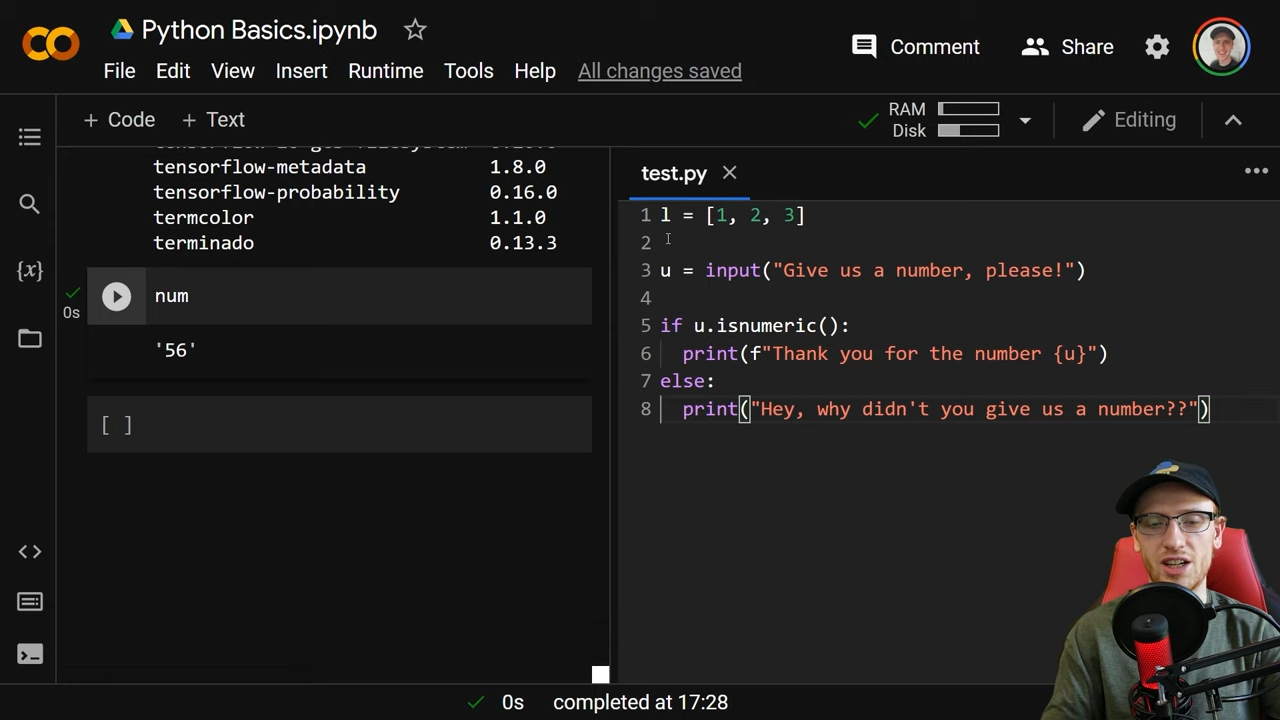 Python Basics.ipynb
Comment
Share
File Edit View Insert Runtime Tools Help All changes saved
+ Code + Text
RAM
Disk
Editing
tensorflow-metadata 1.8.0
tensorflow-probability 0.16.0
termcolor 1.1.0
terminado 0.13.3
{x}
0s
num
'56'
[ ]
<>
test.py
1 l = [1, 2, 3]
2
3 u = input("Give us a number, please!")
4
5 if u.isnumeric():
6 print(f"Thank you for the number {u}")
7 else:
8 print("Hey, why didn't you give us a number??")
0s completed at 17:28